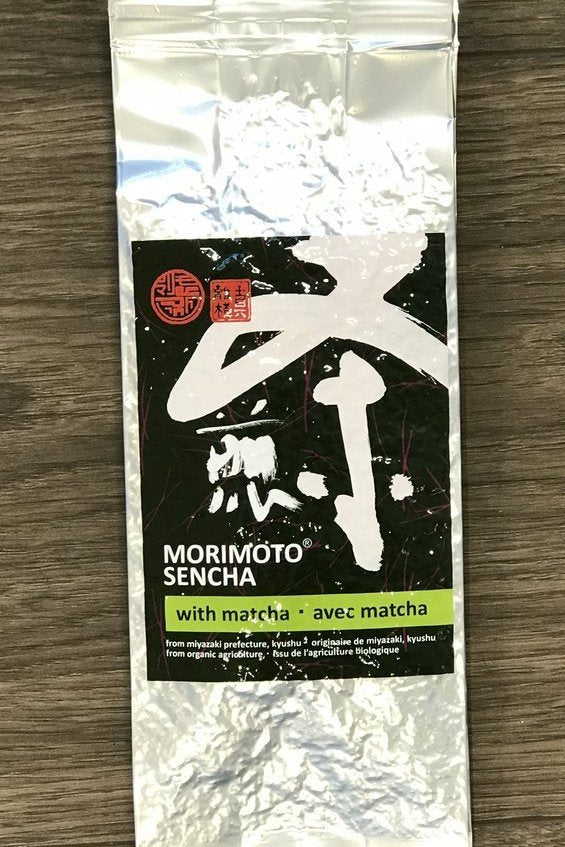 茶
MORIMOTO®
SENCHA
with matcha · avec matcha
from miyazaki prefecture, kyushu · originaire de miyazaki, kyushu
from organic agriculture, · issu de l'agriculture biologique